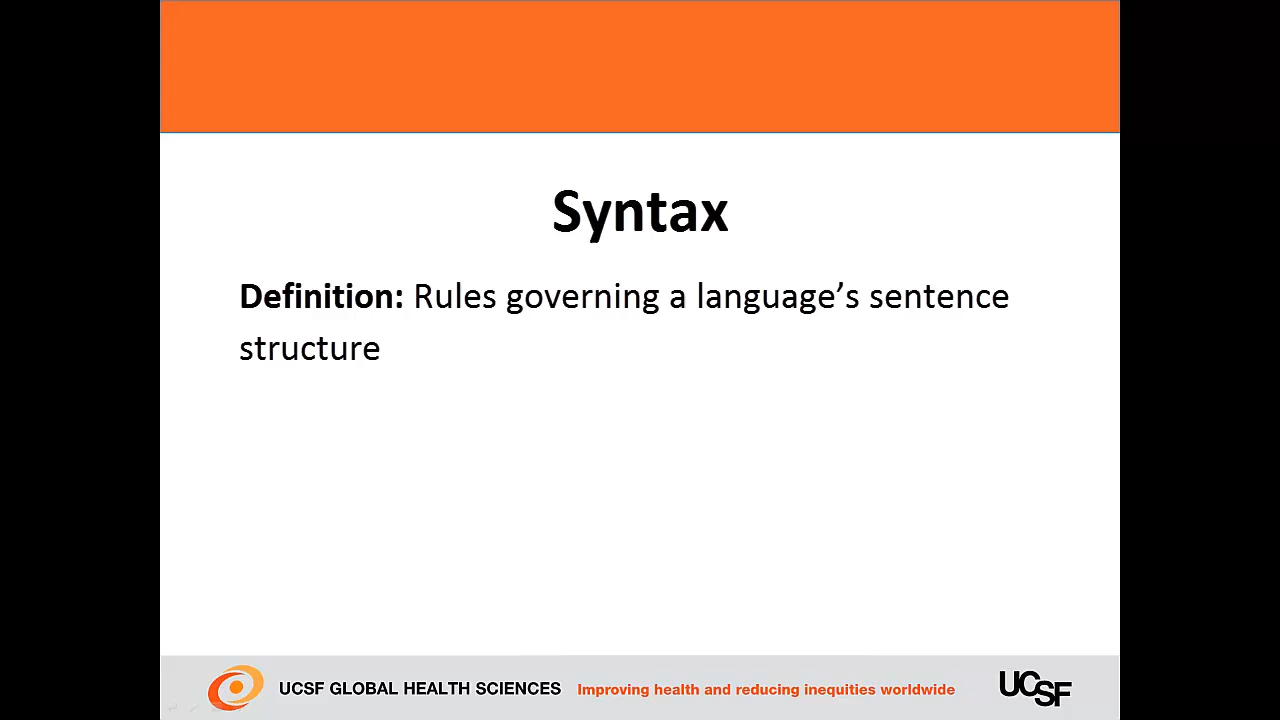 Syntax
Definition: Rules governing a language’s sentence
structure
UCSF GLOBAL HEALTH SCIENCES Improving health and reducing inequities worldwide UCSF